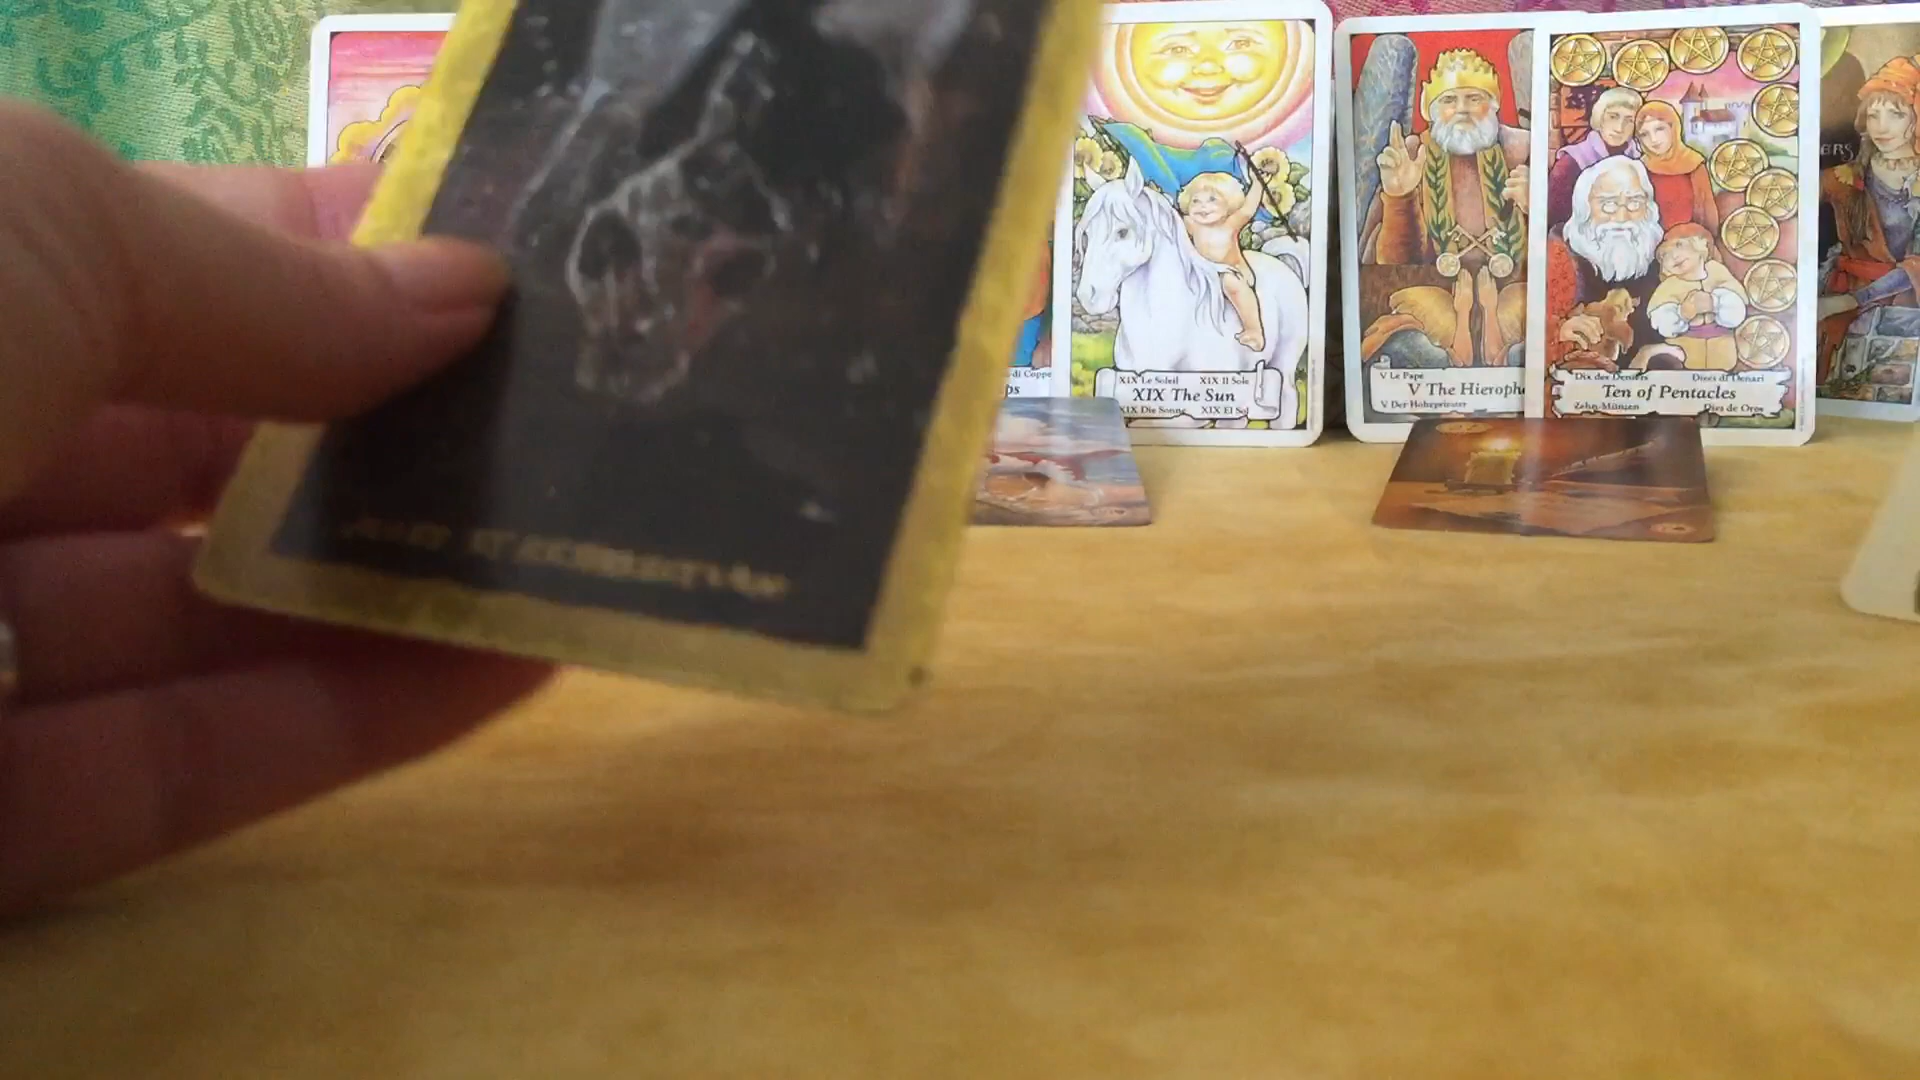 di Coppe
ps
XIX Le Soleil XIX Il Sole
XIX The Sun
XIX Die Sonne XIX El Sol
V Le Pape
V The Hieroph
V Der Hohepriester
Dix des Deniers Dieci di Denari
Ten of Pentacles
Zehn-Münzen Dies de Oros
ERS